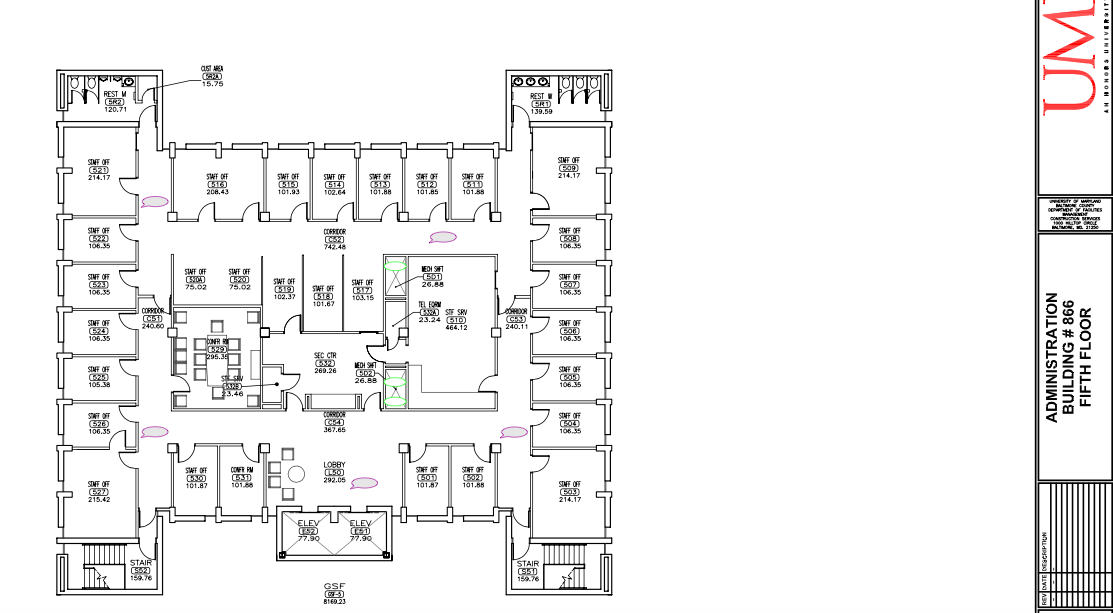 CUST AREA
5R2A
15.75
REST M
5R2
120.71
REST W
5R1
139.59
STAFF OFF
521
214.17
STAFF OFF
516
208.43
STAFF OFF
515
101.93
STAFF OFF
514
102.64
STAFF OFF
513
101.88
STAFF OFF
512
101.85
STAFF OFF
511
101.88
STAFF OFF
509
214.17
STAFF OFF
522
106.35
CORRIDOR
C52
742.48
STAFF OFF
508
106.35
STAFF OFF
523
106.35
STAFF OFF
520A
75.02
STAFF OFF
520
75.02
STAFF OFF
519
102.37
STAFF OFF
518
101.67
STAFF OFF
517
103.15
MECH SHFT
5D1
26.88
STAFF OFF
507
106.35
CORRIDOR
C51
240.60
TEL EQRM
532A
23.24
STF SRV
510
464.12
CORRIDOR
C53
240.11
STAFF OFF
524
106.35
CONFR RM
529
295.35
SEC CTR
532
269.26
STAFF OFF
506
106.35
STAFF OFF
525
105.38
STF SRV
532B
23.46
MECH SHFT
5D2
26.88
STAFF OFF
505
106.35
STAFF OFF
526
106.35
CORRIDOR
C54
367.65
STAFF OFF
504
106.35
STAFF OFF
527
215.42
STAFF OFF
530
101.87
CONFR RM
531
101.88
LOBBY
L50
292.05
STAFF OFF
501
101.87
STAFF OFF
502
101.88
STAFF OFF
503
214.17
ELEV
E52
77.90
ELEV
E51
77.90
STAIR
S52
159.76
STAIR
S51
159.76
GSF
GSF-5
8169.23
UM
AN HONORS UNIVERSIT
UNIVERSITY OF MARYLAND
BALTIMORE COUNTY
DEPARTMENT OF FACILITIES
MANAGEMENT
CONSTRUCTION SERVICES
1000 HILLTOP CIRCLE
BALTIMORE, MD. 21250
ADMINISTRATION
BUILDING # 866
FIFTH FLOOR
REV DATE DESCRIPTION